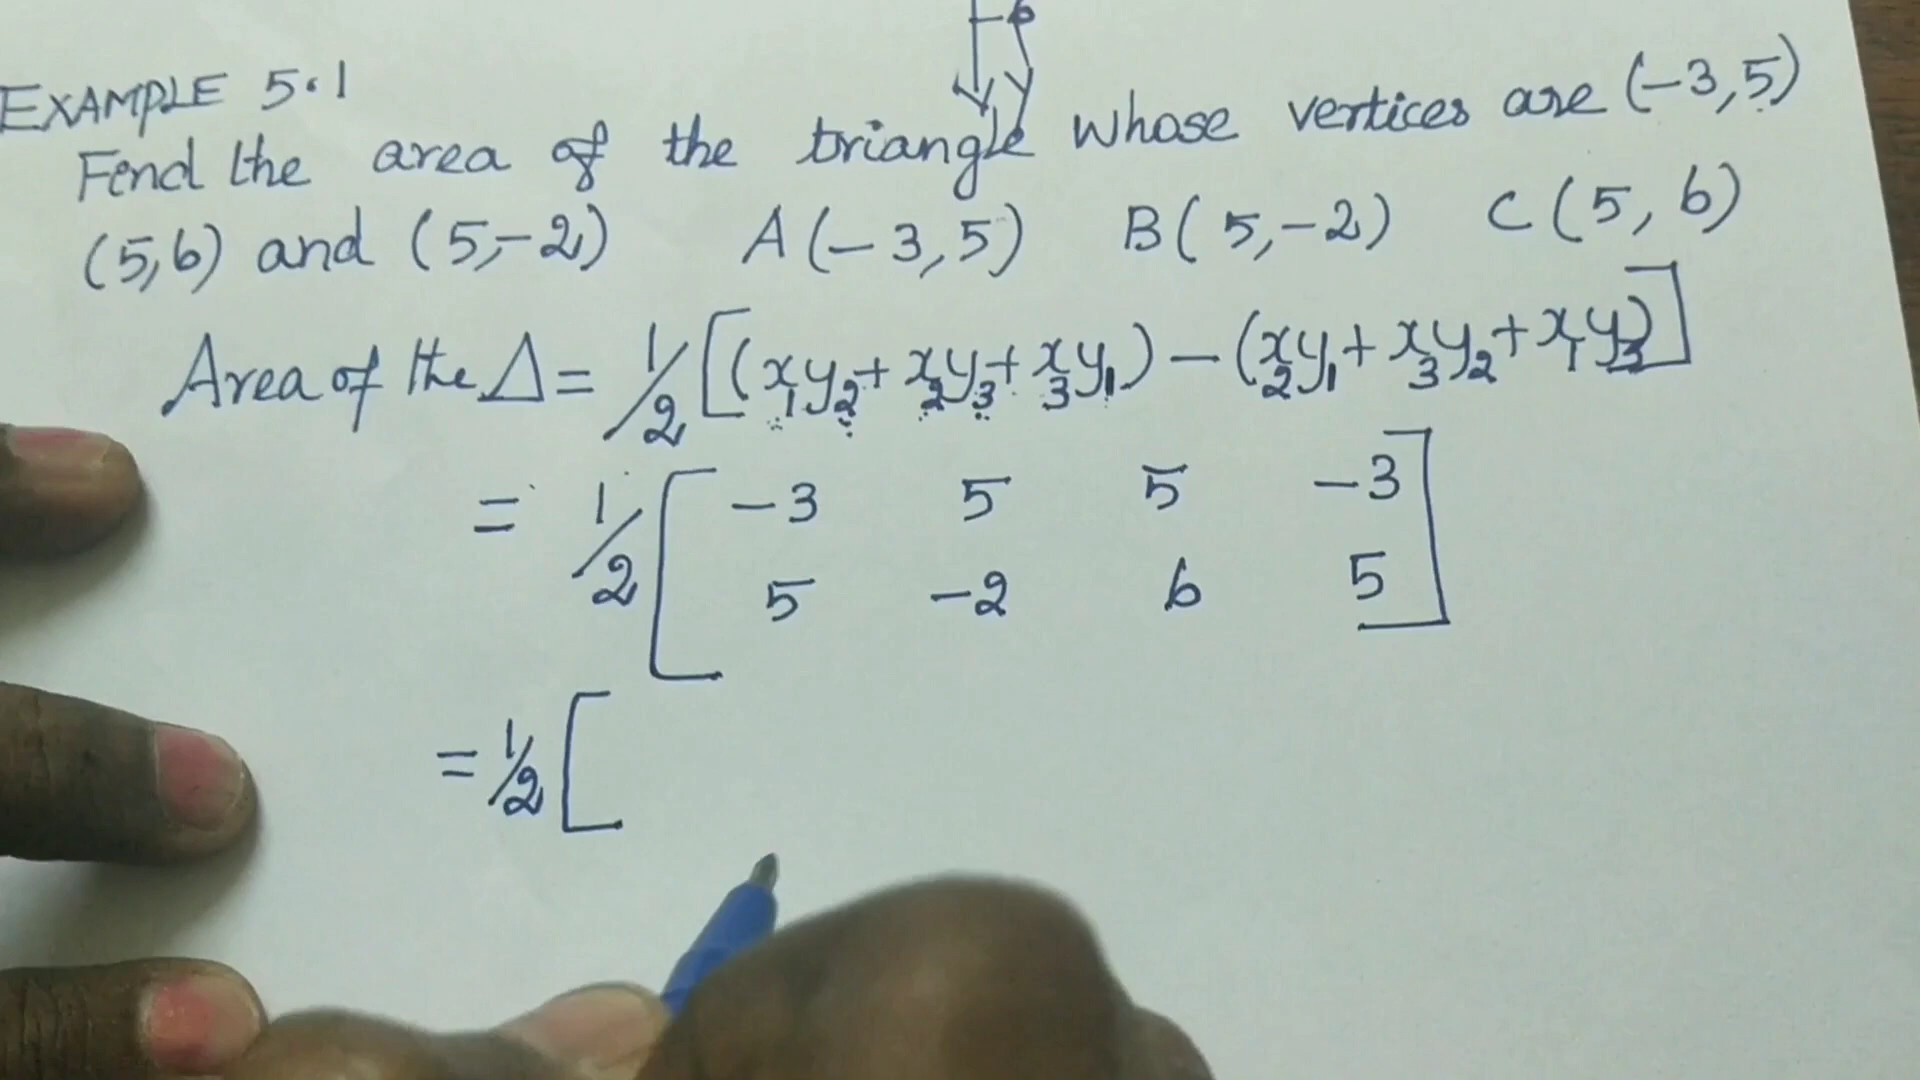 -6
EXAMPLE 5.1
Find the area of the triangle whose vertices are (-3,5)
(5,6) and (5,-2) A(-3,5) B(5,-2) C(5,6)
Area of the Δ = 1/2 [(x₁y₂+x₂y₃+x₃y₁) - (x₂y₁+x₃y₂+x₁y₃)]
= 1/2 [ -3 5 5 -3 ]
5 -2 6 5
= 1/2 [